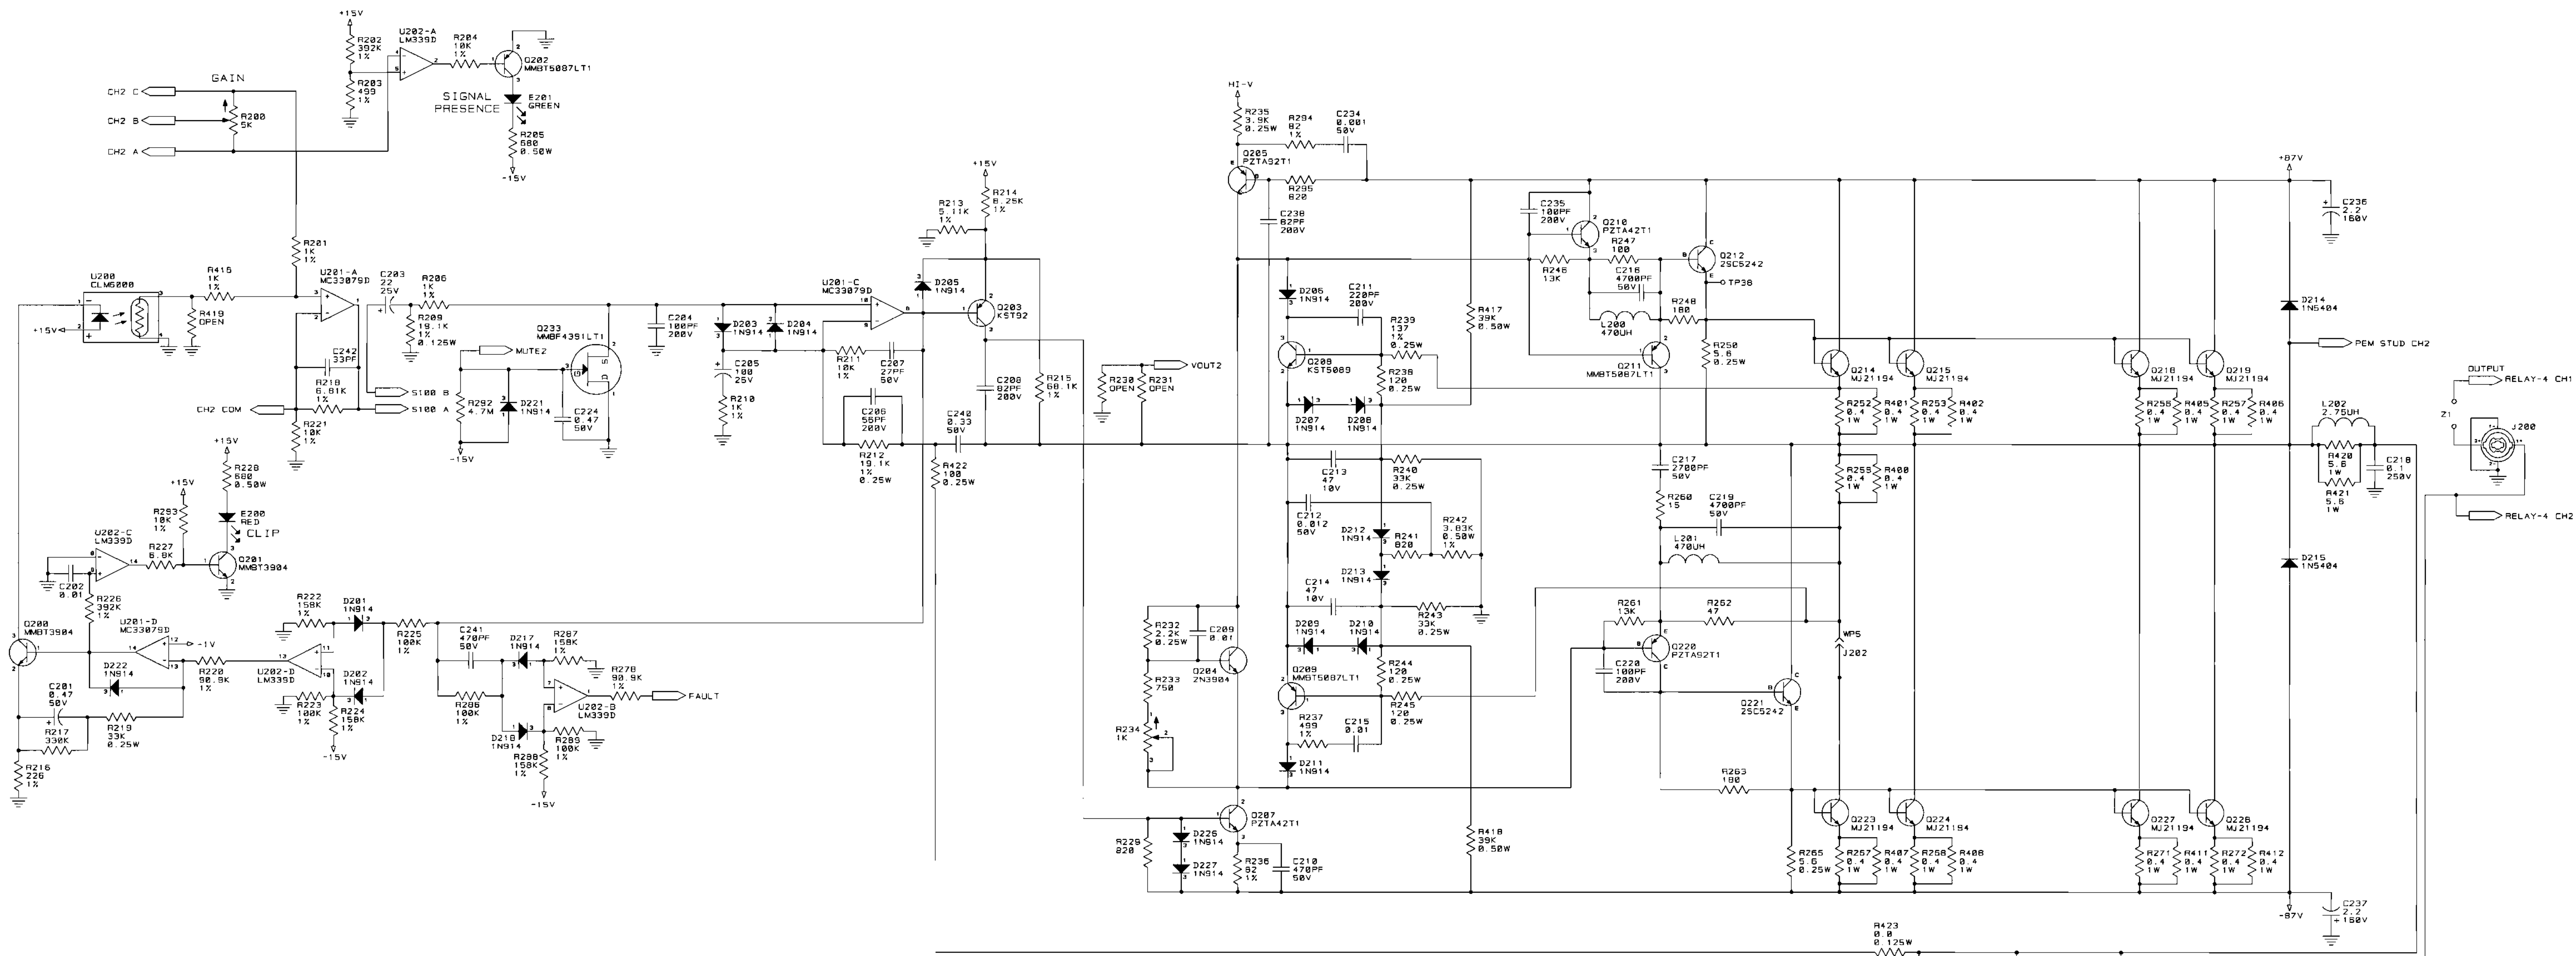 +15V
R202
392K
1%
R203
499
1%
U202-A
LM339D
R204
10K
1%
Q202
MMBT5087LT1
SIGNAL
PRESENCE
E201
GREEN
R205
680
0.50W
-15V
GAIN
CH2 C
CH2 B
CH2 A
R200
5K
R201
1K
1%
U200
CLM6000
+15V
R416
1K
1%
R419
OPEN
U201-A
MC33079D
C203
22
25V
R206
1K
1%
R209
19.1K
1%
0.125W
C242
33PF
R218
6.81K
1%
CH2 COM
S100 B
S100 A
R221
10K
1%
Q233
MMBF4391LT1
MUTE2
R292
4.7M
D221
1N914
C224
0.47
50V
-15V
C204
100PF
200V
D203
1N914
D204
1N914
C205
100
25V
R210
1K
1%
U201-C
MC33079D
R211
10K
1%
C207
27PF
50V
C206
56PF
200V
R212
19.1K
1%
0.25W
D205
1N914
R213
5.11K
1%
+15V
R214
8.25K
1%
Q203
KST92
C208
82PF
200V
R215
68.1K
1%
C240
0.33
50V
R422
100
0.25W
R230
OPEN
R231
OPEN
VOUT2
+15V
R228
680
0.50W
+15V
R293
10K
1%
E200
RED
CLIP
U202-C
LM339D
R227
6.8K
Q201
MMBT3904
C202
0.01
R226
392K
1%
Q200
MMBT3904
U201-D
MC33079D
-1V
D222
1N914
R220
90.9K
1%
C201
0.47
50V
R217
330K
R219
33K
0.25W
R216
226
1%
R222
158K
1%
D201
1N914
U202-D
LM339D
D202
1N914
R223
100K
1%
R224
158K
1%
-15V
R225
100K
1%
C241
470PF
50V
D217
1N914
R287
158K
1%
R278
90.9K
1%
FAULT
U202-B
LM339D
R286
100K
1%
D218
1N914
R289
100K
1%
R288
158K
1%
-15V
HI-V
R235
3.9K
0.25W
R294
82
1%
C234
0.001
50V
Q205
PZTA92T1
R295
820
C238
82PF
200V
D206
1N914
C211
220PF
200V
R239
137
1%
0.25W
Q208
KST5089
R238
120
0.25W
D207
1N914
D208
1N914
R417
39K
0.50W
C213
47
10V
R240
33K
0.25W
C212
0.012
50V
D212
1N914
R241
820
R242
3.83K
0.50W
1%
D213
1N914
C214
47
10V
R243
33K
0.25W
D209
1N914
D210
1N914
R244
120
0.25W
Q209
MMBT5087LT1
R245
120
0.25W
R237
499
1%
C215
0.01
D211
1N914
R232
2.2K
0.25W
C209
0.01
Q204
2N3904
R233
750
R234
1K
Q207
PZTA42T1
R229
820
D226
1N914
D227
1N914
R236
82
1%
C210
470PF
50V
R418
39K
0.50W
C235
100PF
200V
Q210
PZTA42T1
R246
13K
R247
100
C216
4700PF
50V
Q212
2SC5242
TP38
R248
180
L200
470UH
Q211
MMBT5087LT1
R250
5.6
0.25W
C217
2700PF
50V
R260
15
C219
4700PF
50V
L201
470UH
R261
13K
R262
47
Q220
PZTA92T1
C220
100PF
200V
WP5
J202
Q221
2SC5242
R263
180
R265
5.6
0.25W
Q214
MJ21194
Q215
MJ21194
Q218
MJ21194
Q219
MJ21194
R252
0.4
1W
R401
0.4
1W
R253
0.4
1W
R402
0.4
1W
R256
0.4
1W
R405
0.4
1W
R257
0.4
1W
R406
0.4
1W
R259
0.4
1W
R400
0.4
1W
Q223
MJ21194
Q224
MJ21194
Q227
MJ21194
Q228
MJ21194
R267
0.4
1W
R407
0.4
1W
R268
0.4
1W
R408
0.4
1W
R271
0.4
1W
R411
0.4
1W
R272
0.4
1W
R412
0.4
1W
+87V
C236
2.2
160V
D214
1N5404
PEM STUD CH2
D215
1N5404
-87V
C237
2.2
160V
L202
2.75UH
R420
5.6
1W
R421
5.6
1W
C218
0.1
250V
OUTPUT
RELAY-4 CH1
Z1
J200
RELAY-4 CH2
R423
0.0
0.125W